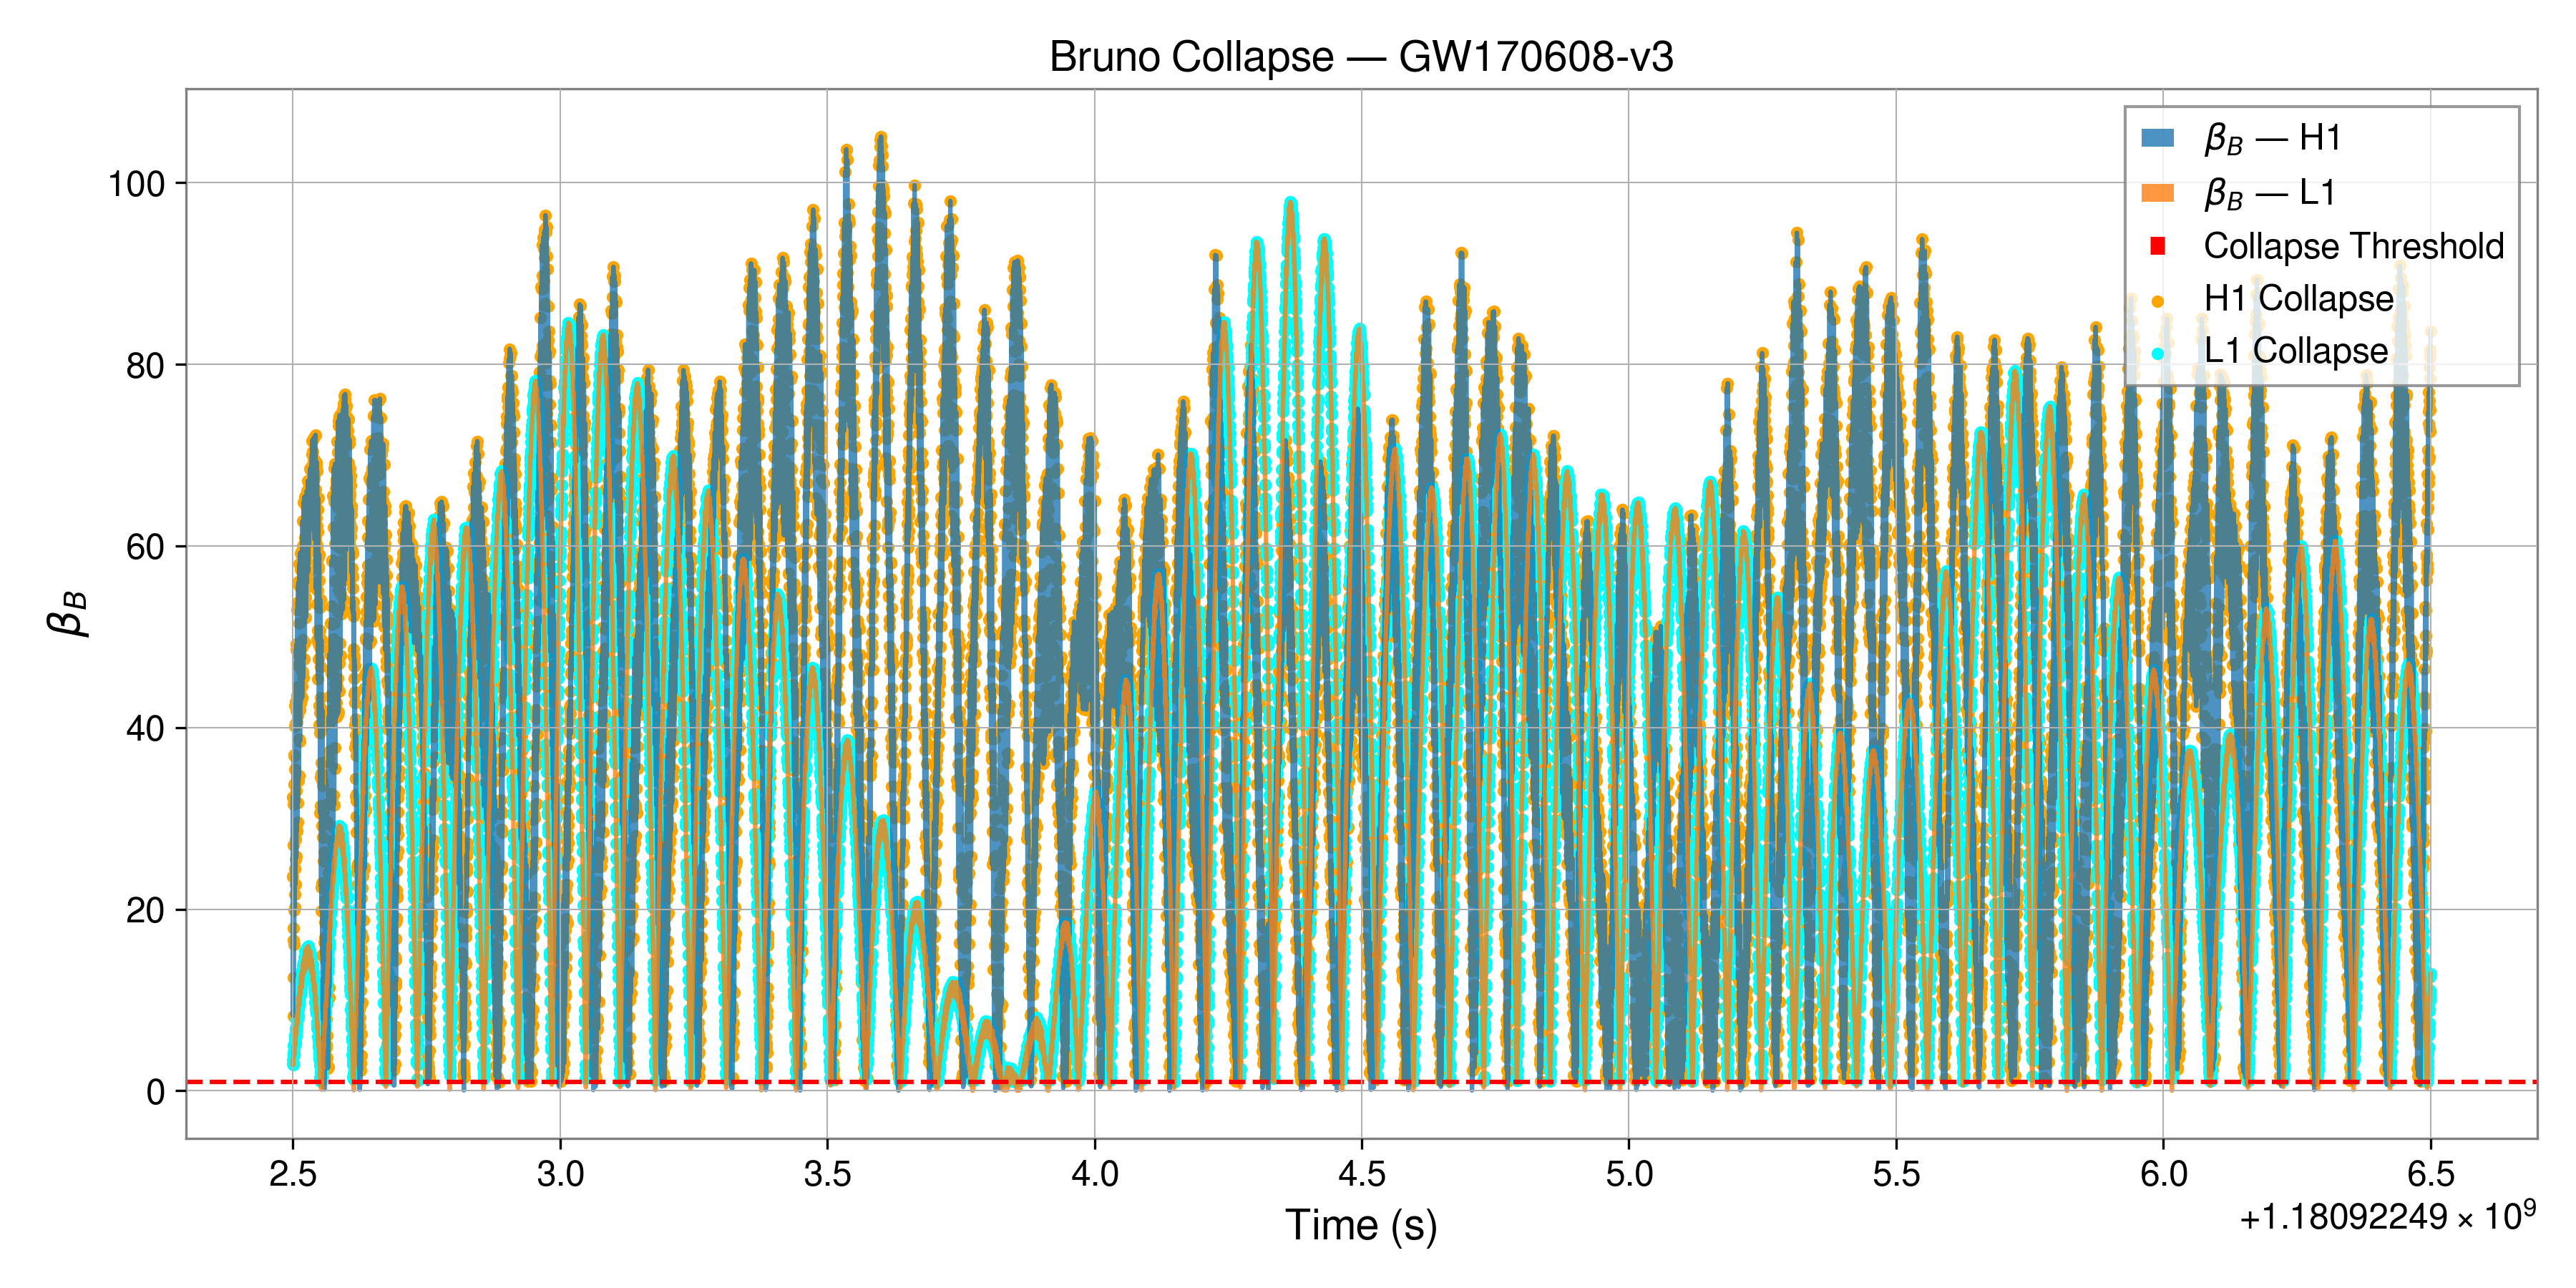 Bruno Collapse — GW170608-v3
β_B — H1
β_B — L1
Collapse Threshold
H1 Collapse
L1 Collapse
β_B
100
80
60
40
20
0
2.5 3.0 3.5 4.0 4.5 5.0 5.5 6.0 6.5
Time (s)
+1.18092249 × 10⁹